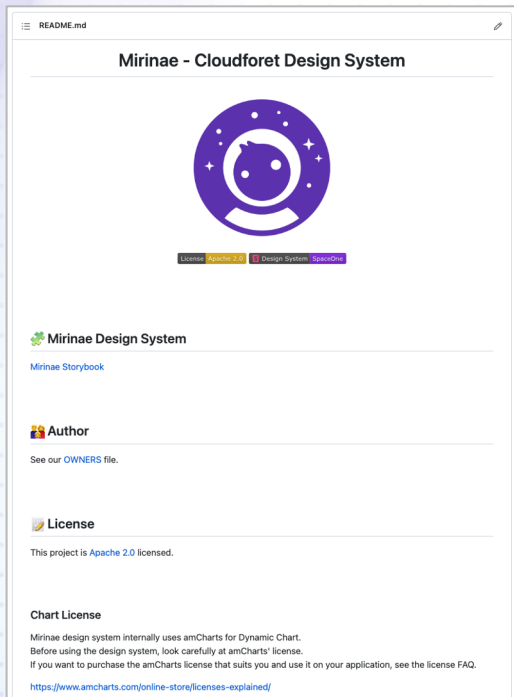 README.md
Mirinae - Cloudforet Design System
License Apache 2.0 Design System SpaceOne
Mirinae Design System
Mirinae Storybook
Author
See our OWNERS file.
License
This project is Apache 2.0 licensed.
Chart License
Mirinae design system internally uses amCharts for Dynamic Chart.
Before using the design system, look carefully at amCharts' license.
If you want to purchase the amCharts license that suits you and use it on your application, see the license FAQ.
https://www.amcharts.com/online-store/licenses-explained/